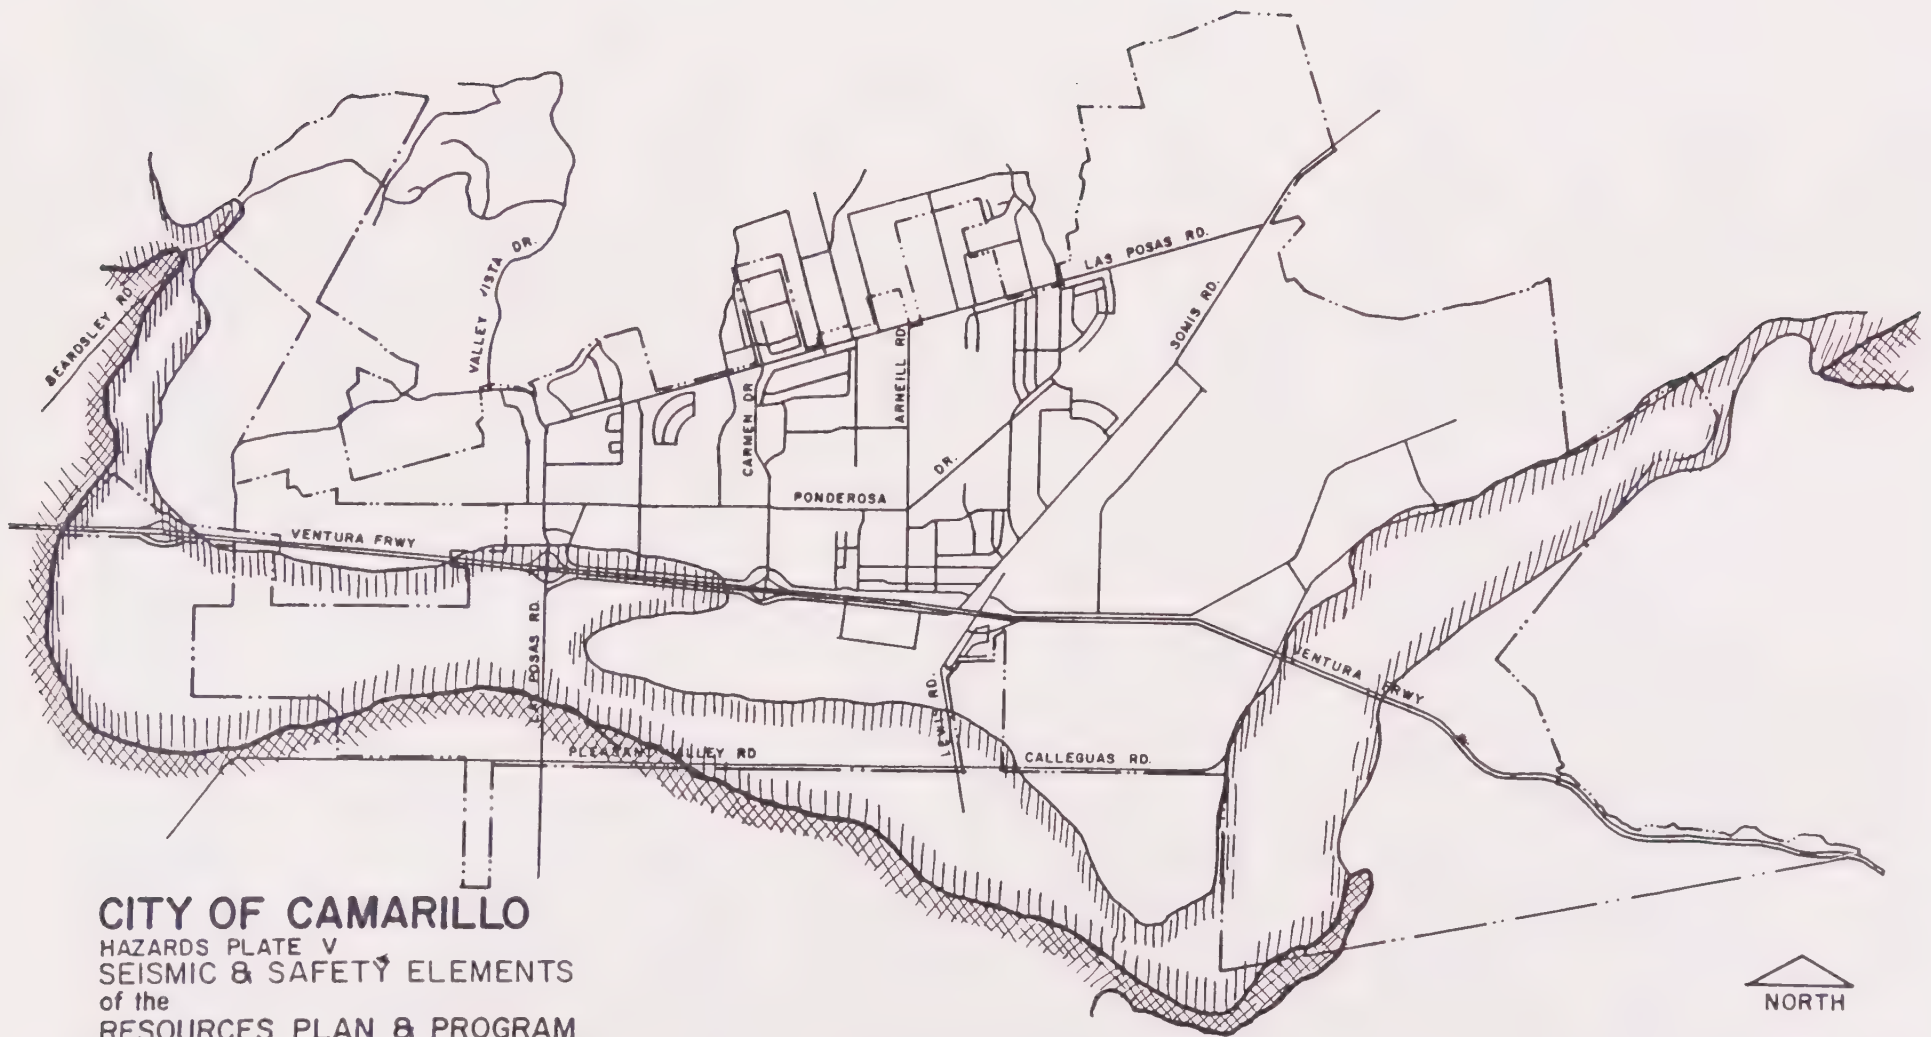 BEARDSLEY RD.
VALLEY VISTA DR.
LAS POSAS RD.
SOMIS RD.
CARMEN DR
ARNEILL RD.
DR.
PONDEROSA
VENTURA FRWY
LAS POSAS RD.
LEWIS RD.
VENTURA FRWY
PLEASANT VALLEY RD
CALLEGUAS RD.
CITY OF CAMARILLO
HAZARDS PLATE V
SEISMIC & SAFETY ELEMENTS
of the
RESOURCES PLAN & PROGRAM
NORTH